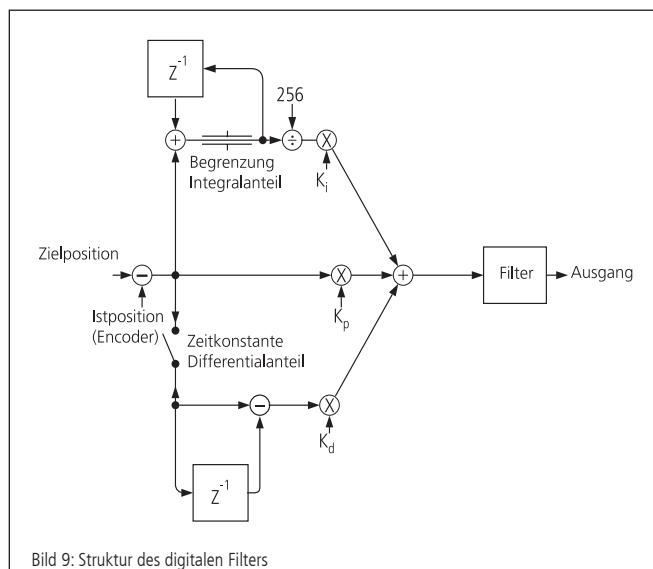 Z-1
256
Begrenzung
Integralanteil
Ki
Zielposition
Istposition
(Encoder)
Kp
Filter
Ausgang
Zeitkonstante
Differentialanteil
Kd
Z-1
Bild 9: Struktur des digitalen Filters